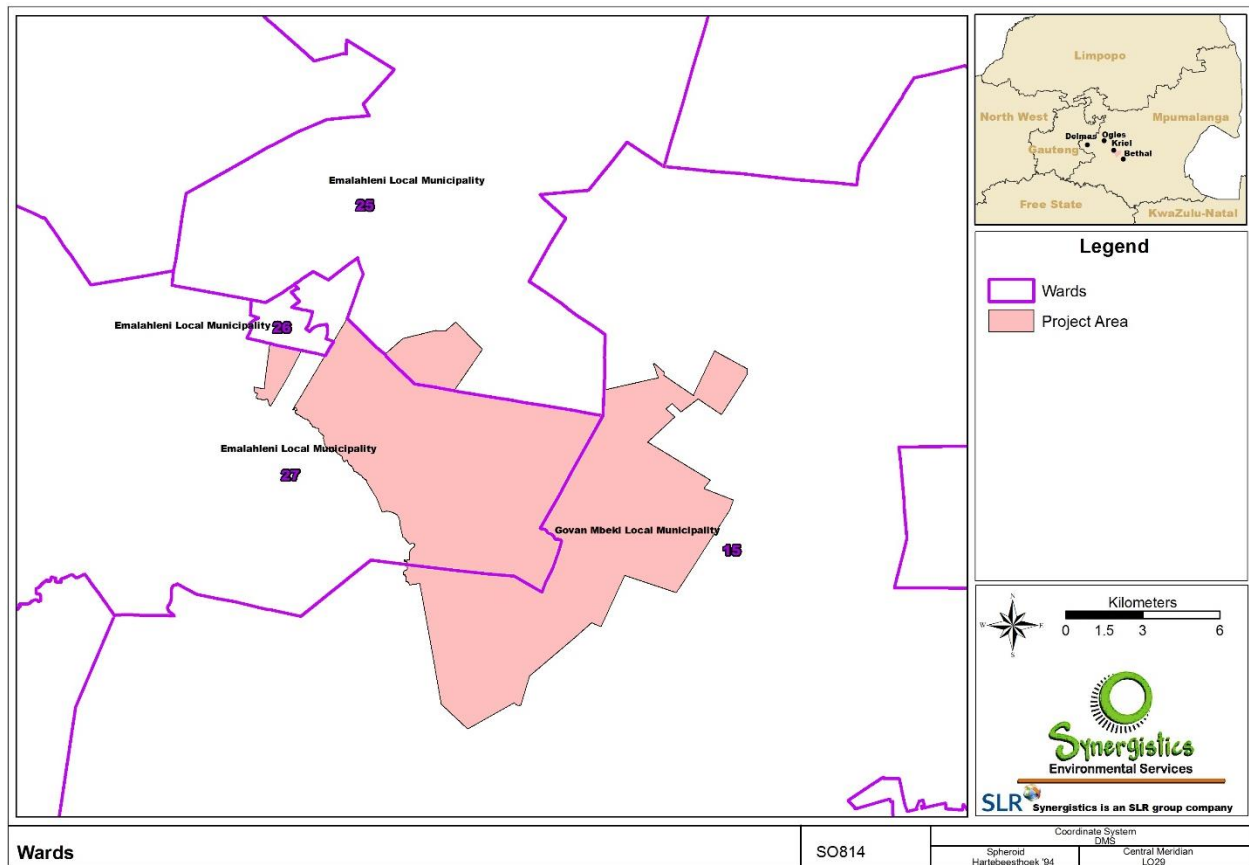 Emalahleni Local Municipality
25
Emalahleni Local Municipality
26
Emalahleni Local Municipality
27
Govan Mbeki Local Municipality
15
Limpopo
North West
Mpumalanga
Delmas
Ogies
Kriel
Gauteng
Bethal
Free State
KwaZulu-Natal
Legend
Wards
Project Area
N
W
E
S
Kilometers
0 1.5 3 6
Synergistics
Environmental Services
SLR
Synergistics is an SLR group company
Wards
SO814
Coordinate System
DMS
Spheroid
Hartebeesthoek '94
Central Meridian
LO29